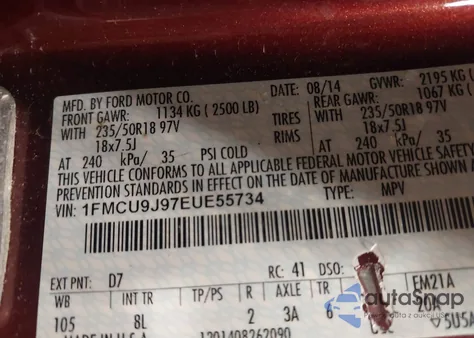 MFD. BY FORD MOTOR CO.
DATE: 08/14 GVWR: 2195 KG
FRONT GAWR: 1134 KG ( 2500 LB) REAR GAWR: 1067 KG (
WITH 235/50R18 97V TIRES WITH 235/50R18 97V
18x7.5J RIMS 18x7.5J
AT 240 kPa/ 35 PSI COLD AT 240 kPa/ 35
THIS VEHICLE CONFORMS TO ALL APPLICABLE FEDERAL MOTOR VEHICLE
PREVENTION STANDARDS IN EFFECT ON THE DATE OF MANUFACTURE SHOWN
VIN: 1FMCU9J97EUE55734 TYPE: MPV
EXT PNT: D7 RC: 41 DSO:
WB INT TR TP/PS R AXLE TR EM21A
105 8L 2 3A 6
MADE IN U.S.A. 1201408262090
autoSnap